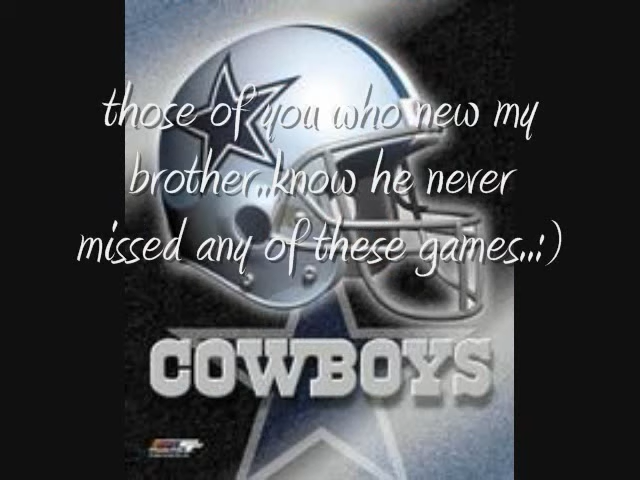 those of you who new my
brother..know he never
missed any of these games..:)
COWBOYS